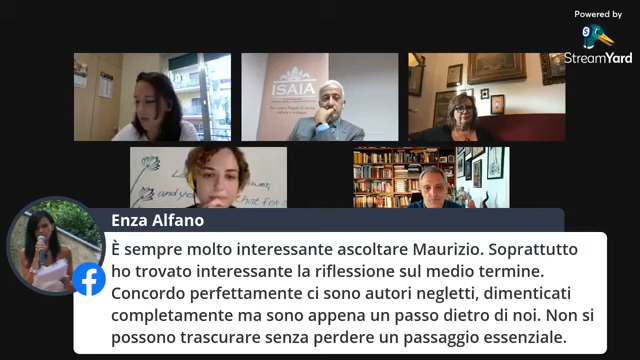 Powered by
StreamYard
ISAIA
Enza Alfano
È sempre molto interessante ascoltare Maurizio. Soprattutto
ho trovato interessante la riflessione sul medio termine.
Concordo perfettamente ci sono autori negletti, dimenticati
completamente ma sono appena un passo dietro di noi. Non si
possono trascurare senza perdere un passaggio essenziale.